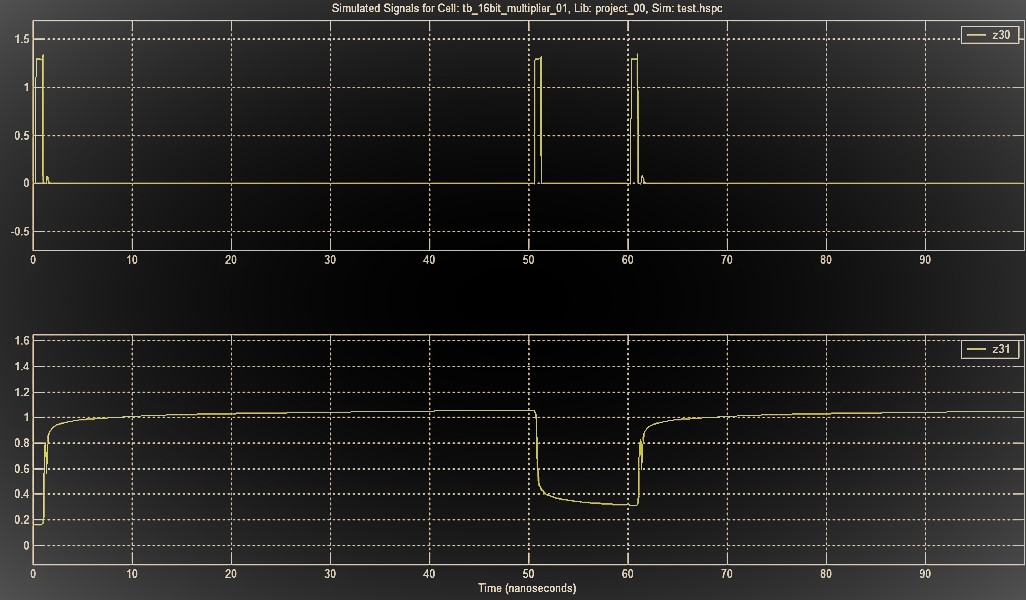 Simulated Signals for Cell: tb_16bit_multiplier_01, Lib: project_00, Sim: test.hspc
z30
1.5
1
0.5
0
-0.5
0 10 20 30 40 50 60 70 80 90
z31
1.6
1.4
1.2
1
0.8
0.6
0.4
0.2
0
0 10 20 30 40 50 60 70 80 90
Time (nanoseconds)